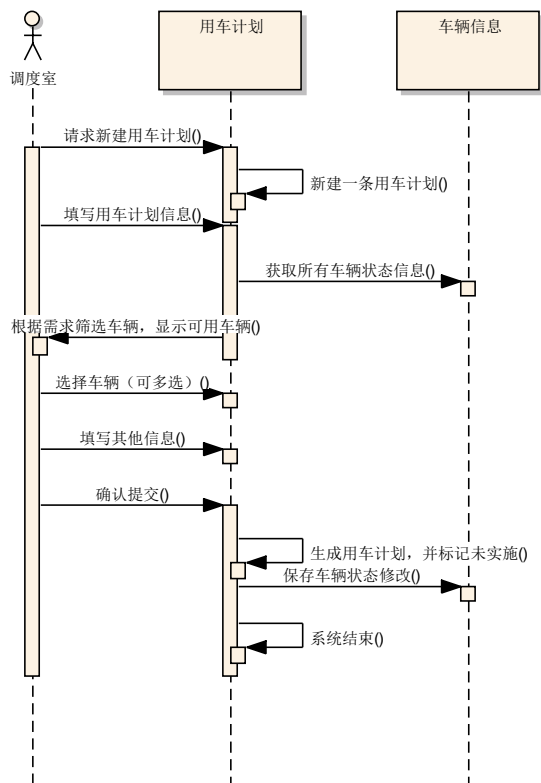 用车计划
车辆信息
调度室
请求新建用车计划()
新建一条用车计划()
填写用车计划信息()
获取所有车辆状态信息()
根据需求筛选车辆，显示可用车辆()
选择车辆（可多选）()
填写其他信息()
确认提交()
生成用车计划，并标记未实施()
保存车辆状态修改()
系统结束()